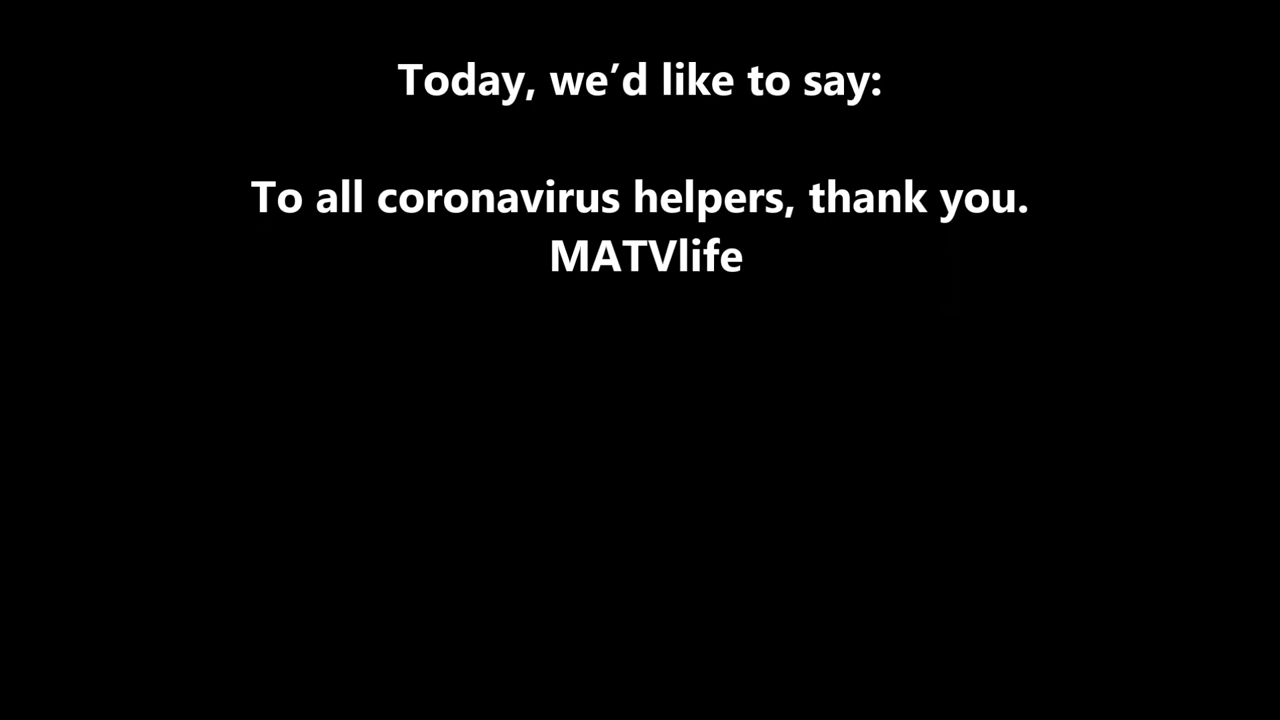 Today, we’d like to say:
To all coronavirus helpers, thank you.
MATVlife